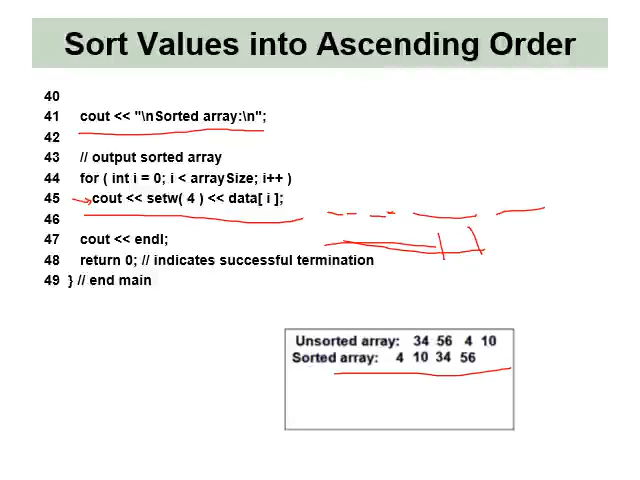 Sort Values into Ascending Order
40
41 cout << "\nSorted array:\n";
42
43 // output sorted array
44 for ( int i = 0; i < arraySize; i++ )
45 cout << setw( 4 ) << data[ i ];
46
47 cout << endl;
48 return 0; // indicates successful termination
49 } // end main
Unsorted array: 34 56 4 10
Sorted array: 4 10 34 56